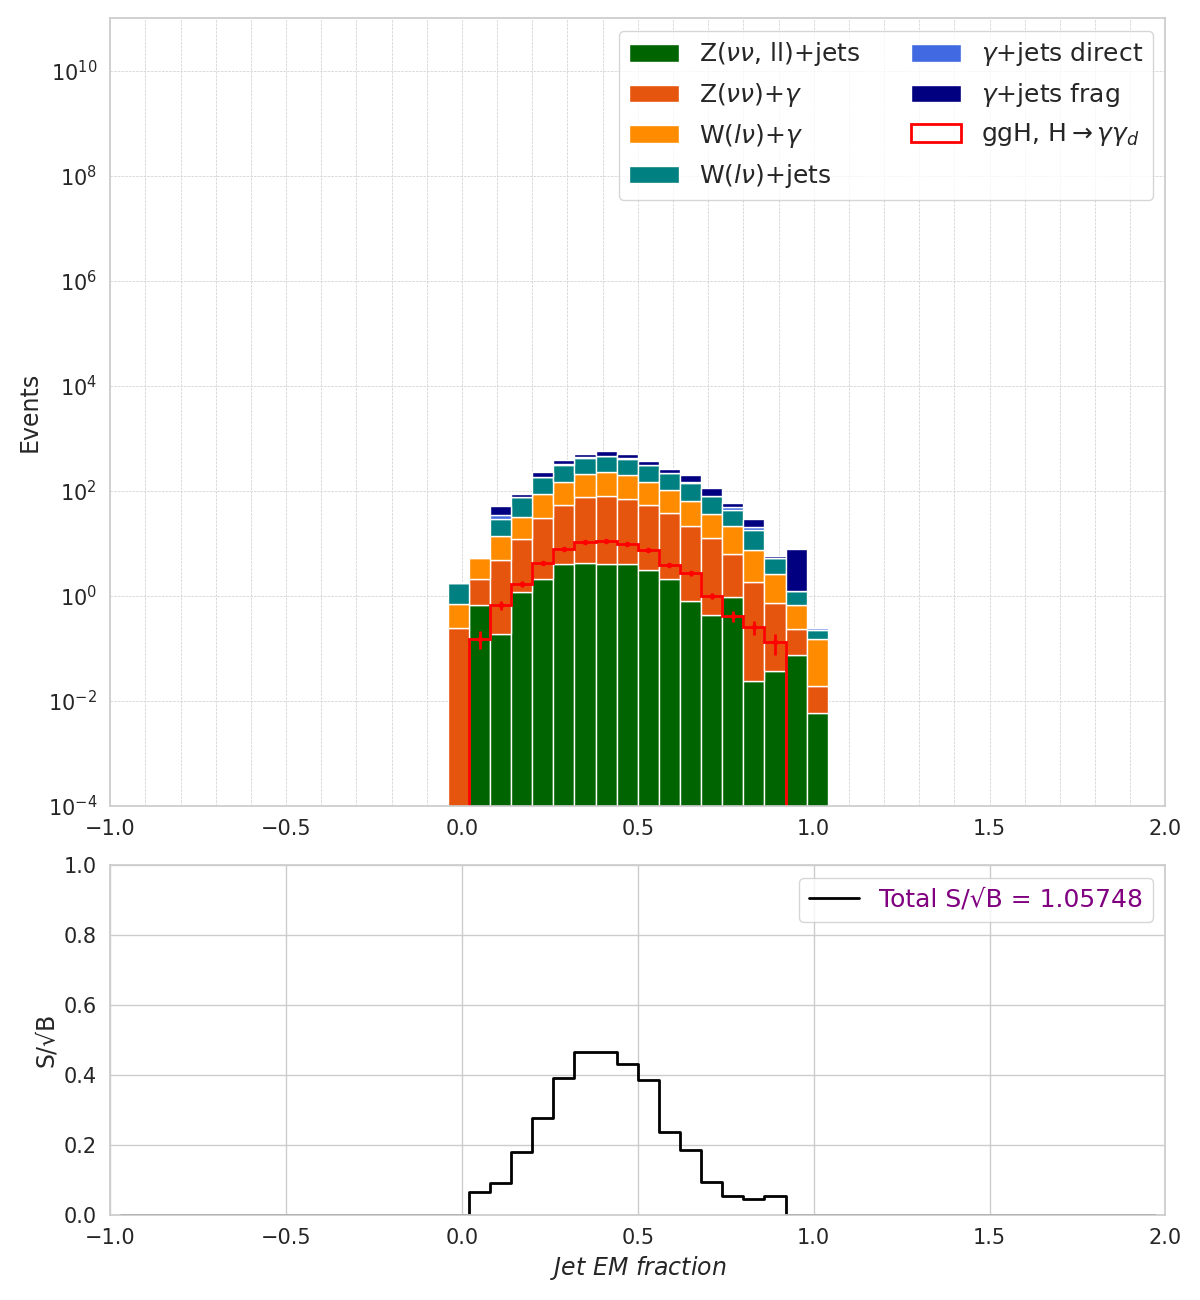 Z(νν, ll)+jets
Z(νν)+γ
W(lν)+γ
W(lν)+jets
γ+jets direct
γ+jets frag
ggH, H→γγ_d
Events
10^10
10^8
10^6
10^4
10^2
10^0
10^−2
10^−4
−1.0 −0.5 0.0 0.5 1.0 1.5 2.0
Total S/√B = 1.05748
S/√B
1.0
0.8
0.6
0.4
0.2
0.0
−1.0 −0.5 0.0 0.5 1.0 1.5 2.0
Jet EM fraction